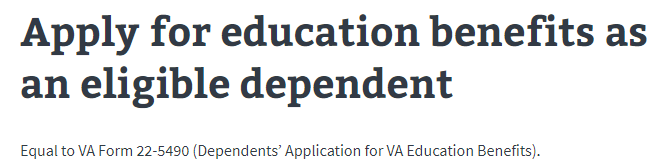 Apply for education benefits as
an eligible dependent
Equal to VA Form 22-5490 (Dependents’ Application for VA Education Benefits).